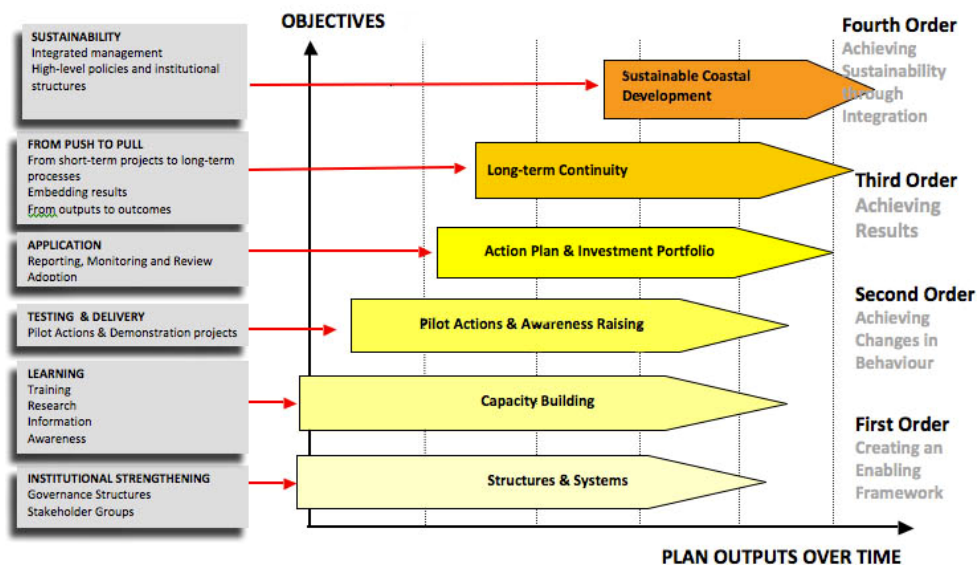 OBJECTIVES
SUSTAINABILITY
Integrated management
High-level policies and institutional
structures
FROM PUSH TO PULL
From short-term projects to long-term
processes
Embedding results
From outputs to outcomes
APPLICATION
Reporting, Monitoring and Review
Adoption
TESTING & DELIVERY
Pilot Actions & Demonstration projects
LEARNING
Training
Research
Information
Awareness
INSTITUTIONAL STRENGTHENING
Governance Structures
Stakeholder Groups
Sustainable Coastal
Development
Long-term Continuity
Action Plan & Investment Portfolio
Pilot Actions & Awareness Raising
Capacity Building
Structures & Systems
Fourth Order
Achieving
Sustainability
through
Integration
Third Order
Achieving
Results
Second Order
Achieving
Changes in
Behaviour
First Order
Creating an
Enabling
Framework
PLAN OUTPUTS OVER TIME